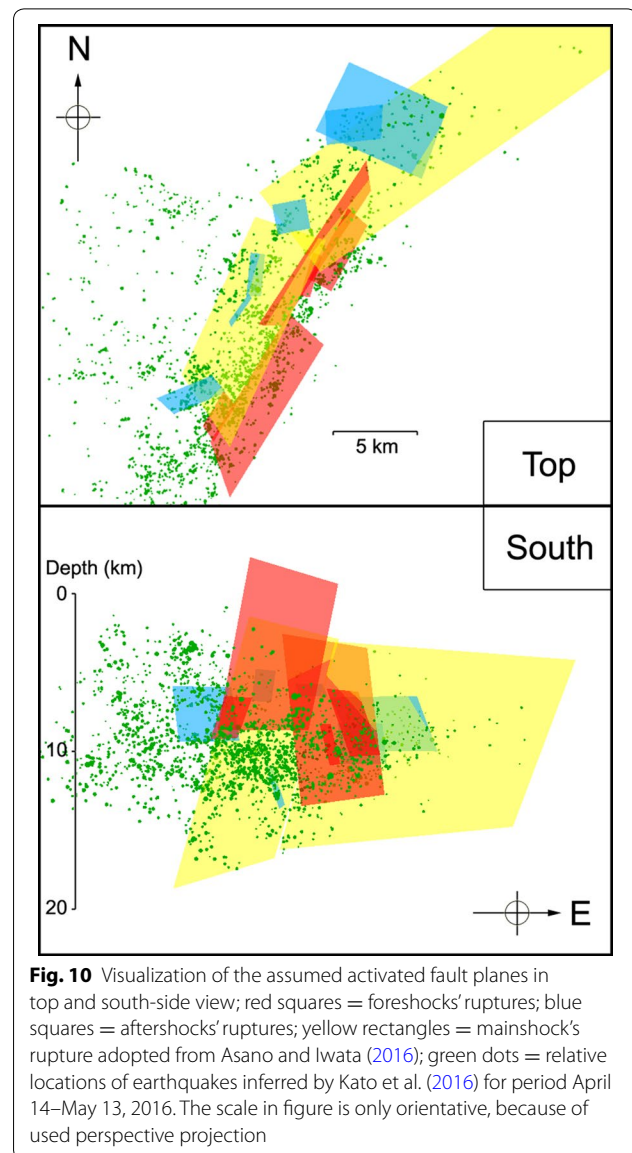 N
5 km
Top
South
Depth (km)
0
10
20
E
Fig. 10 Visualization of the assumed activated fault planes in
top and south-side view; red squares = foreshocks' ruptures; blue
squares = aftershocks' ruptures; yellow rectangles = mainshock's
rupture adopted from Asano and Iwata (2016); green dots = relative
locations of earthquakes inferred by Kato et al. (2016) for period April
14–May 13, 2016. The scale in figure is only orientative, because of
used perspective projection